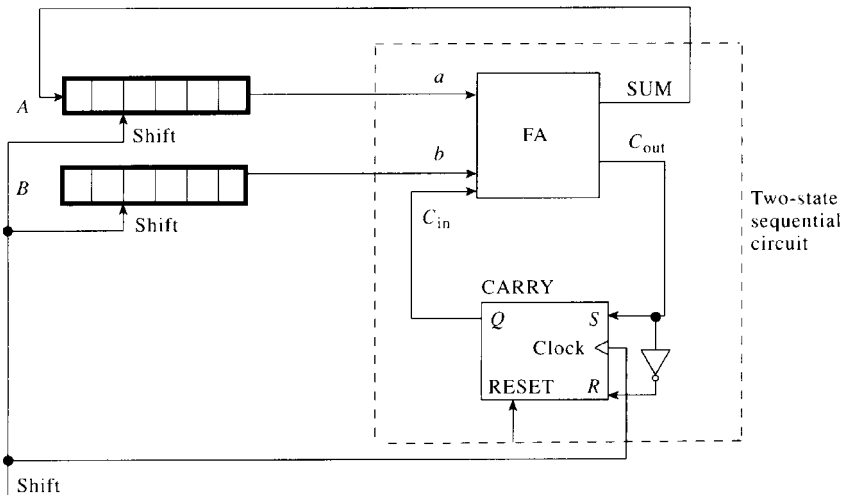 a
SUM
A
FA
Shift
C_out
b
B
Two-state
sequential
circuit
C_in
Shift
CARRY
Q
S
Clock
RESET
R
Shift